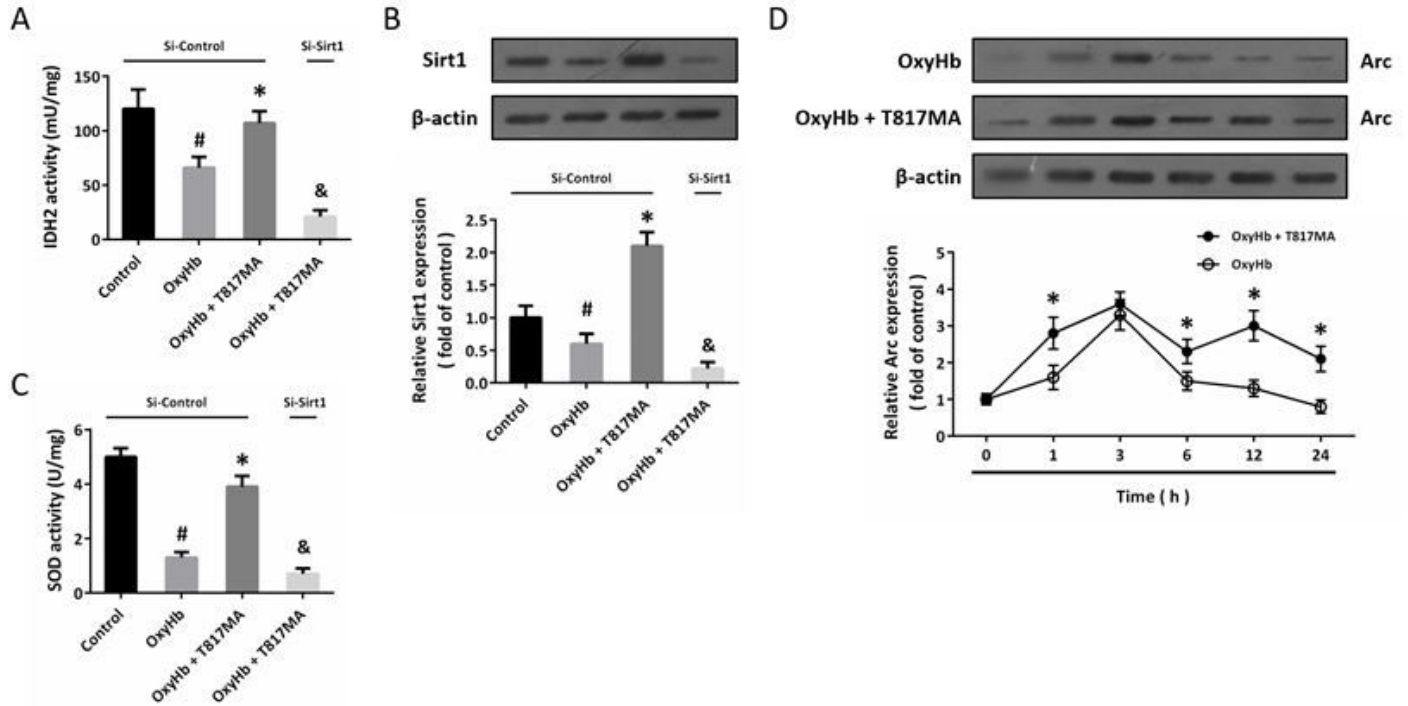 A
Si-Control
Si-Sirt1
IDH2 activity (mU/mg)
150
100
50
0
#
*
&
Control
OxyHb
OxyHb + T817MA
OxyHb + T817MA
B
Sirt1
β-actin
Si-Control
Si-Sirt1
Relative Sirt1 expression
( fold of control )
2.5
2.0
1.5
1.0
0.5
0.0
#
*
&
Control
OxyHb
OxyHb + T817MA
OxyHb + T817MA
C
Si-Control
Si-Sirt1
SOD activity (U/mg)
6
4
2
0
#
*
&
Control
OxyHb
OxyHb + T817MA
OxyHb + T817MA
D
OxyHb
Arc
OxyHb + T817MA
Arc
β-actin
OxyHb + T817MA
OxyHb
Relative Arc expression
( fold of control )
5
4
3
2
1
0
*
*
*
*
0 1 3 6 12 24
Time ( h )